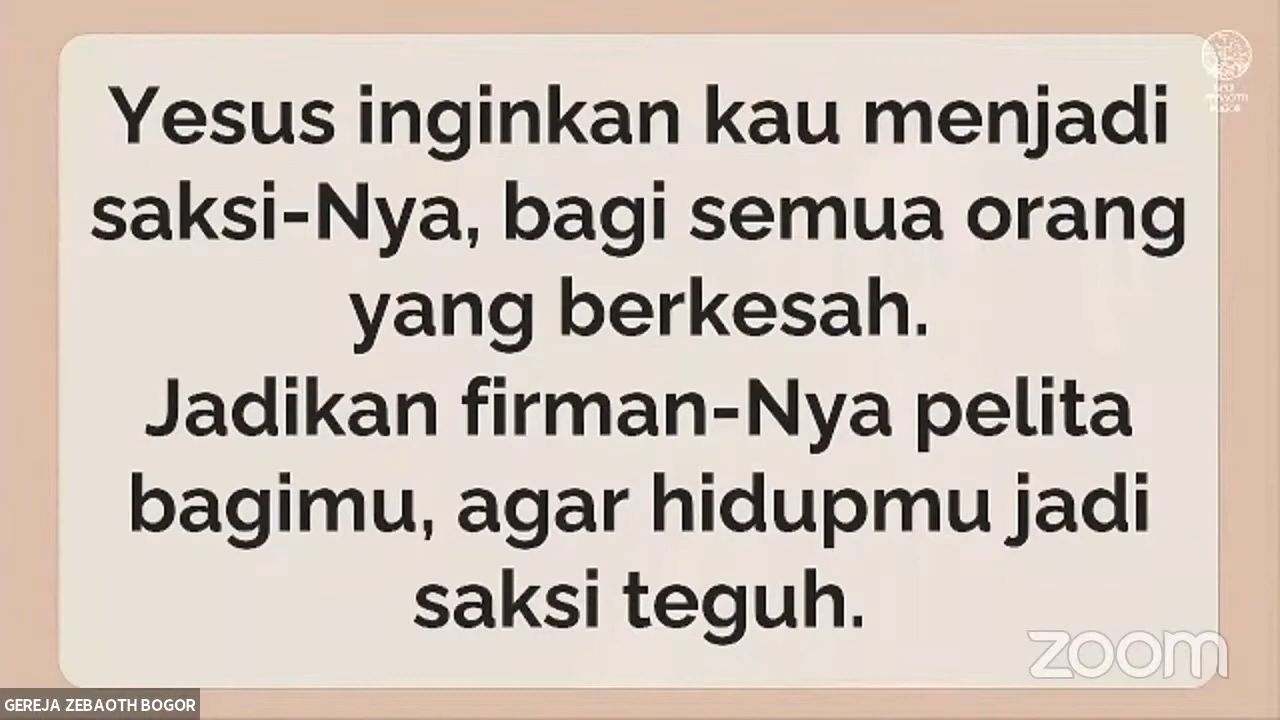 Yesus inginkan kau menjadi
saksi-Nya, bagi semua orang
yang berkesah.
Jadikan firman-Nya pelita
bagimu, agar hidupmu jadi
saksi teguh.
zoom
GEREJA ZEBAOTH BOGOR